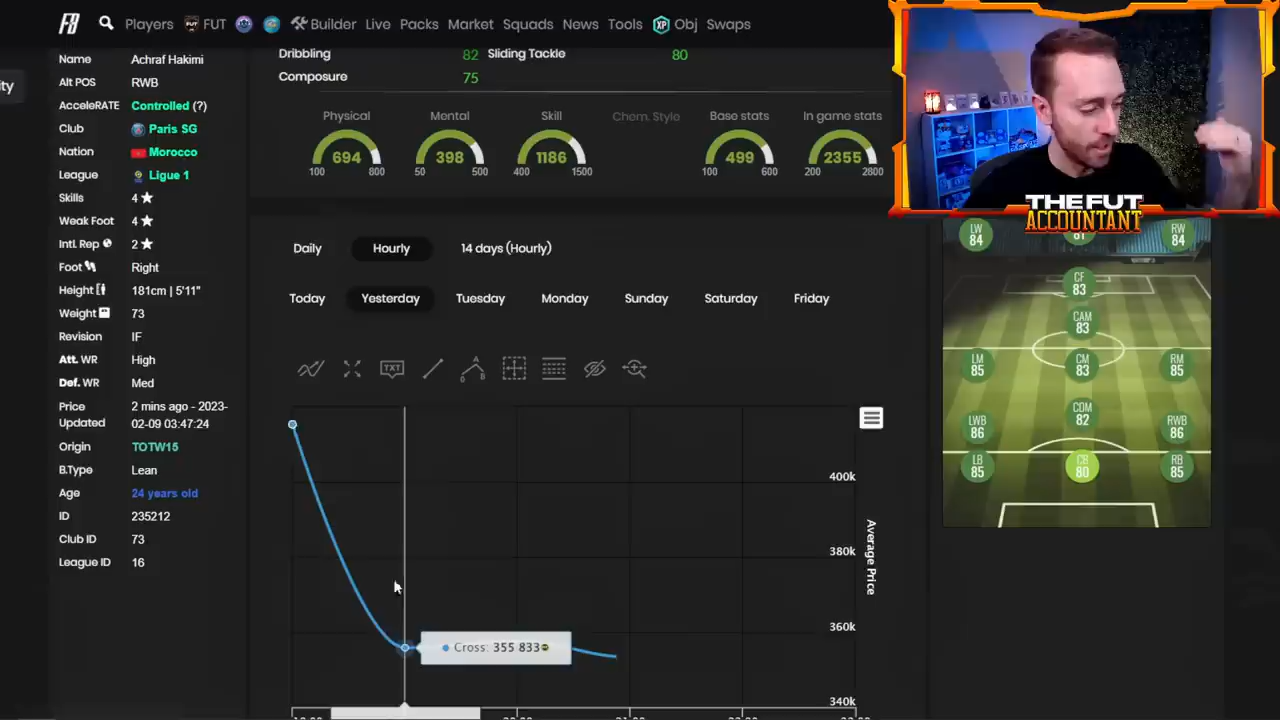 F8 Players FUT Builder Live Packs Market Squads News Tools XP Obj Swaps
ty
Name Achraf Hakimi
Alt POS RWB
AcceleRATE Controlled (?)
Club Paris SG
Nation Morocco
League Ligue 1
Skills 4
Weak Foot 4
Intl Rep 2
Foot Right
Height 181cm | 5'11"
Weight 73
Revision IF
Att. WR High
Def. WR Med
Price Updated 2 mins ago - 2023-02-09 03:47:24
Origin TOTW15
B.Type Lean
Age 24 years old
ID 235212
Club ID 73
League ID 16
Dribbling 82 Sliding Tackle 80
Composure 75
Physical Mental Skill Chem. Style Base stats In game stats
694 398 1186 499 2355
100 800 50 500 400 1500 100 600 200 2800
Daily Hourly 14 days (Hourly)
Today Yesterday Tuesday Monday Sunday Saturday Friday
TXT
400k
380k
360k
340k
Average Price
Cross: 355 833
THE FUT
ACCOUNTANT
LW 84
81
RW 84
CF 83
CAM 83
LM 85
CM 83
RM 85
CDM 82
LWB 86
RWB 86
LB 85
CB 80
RB 85